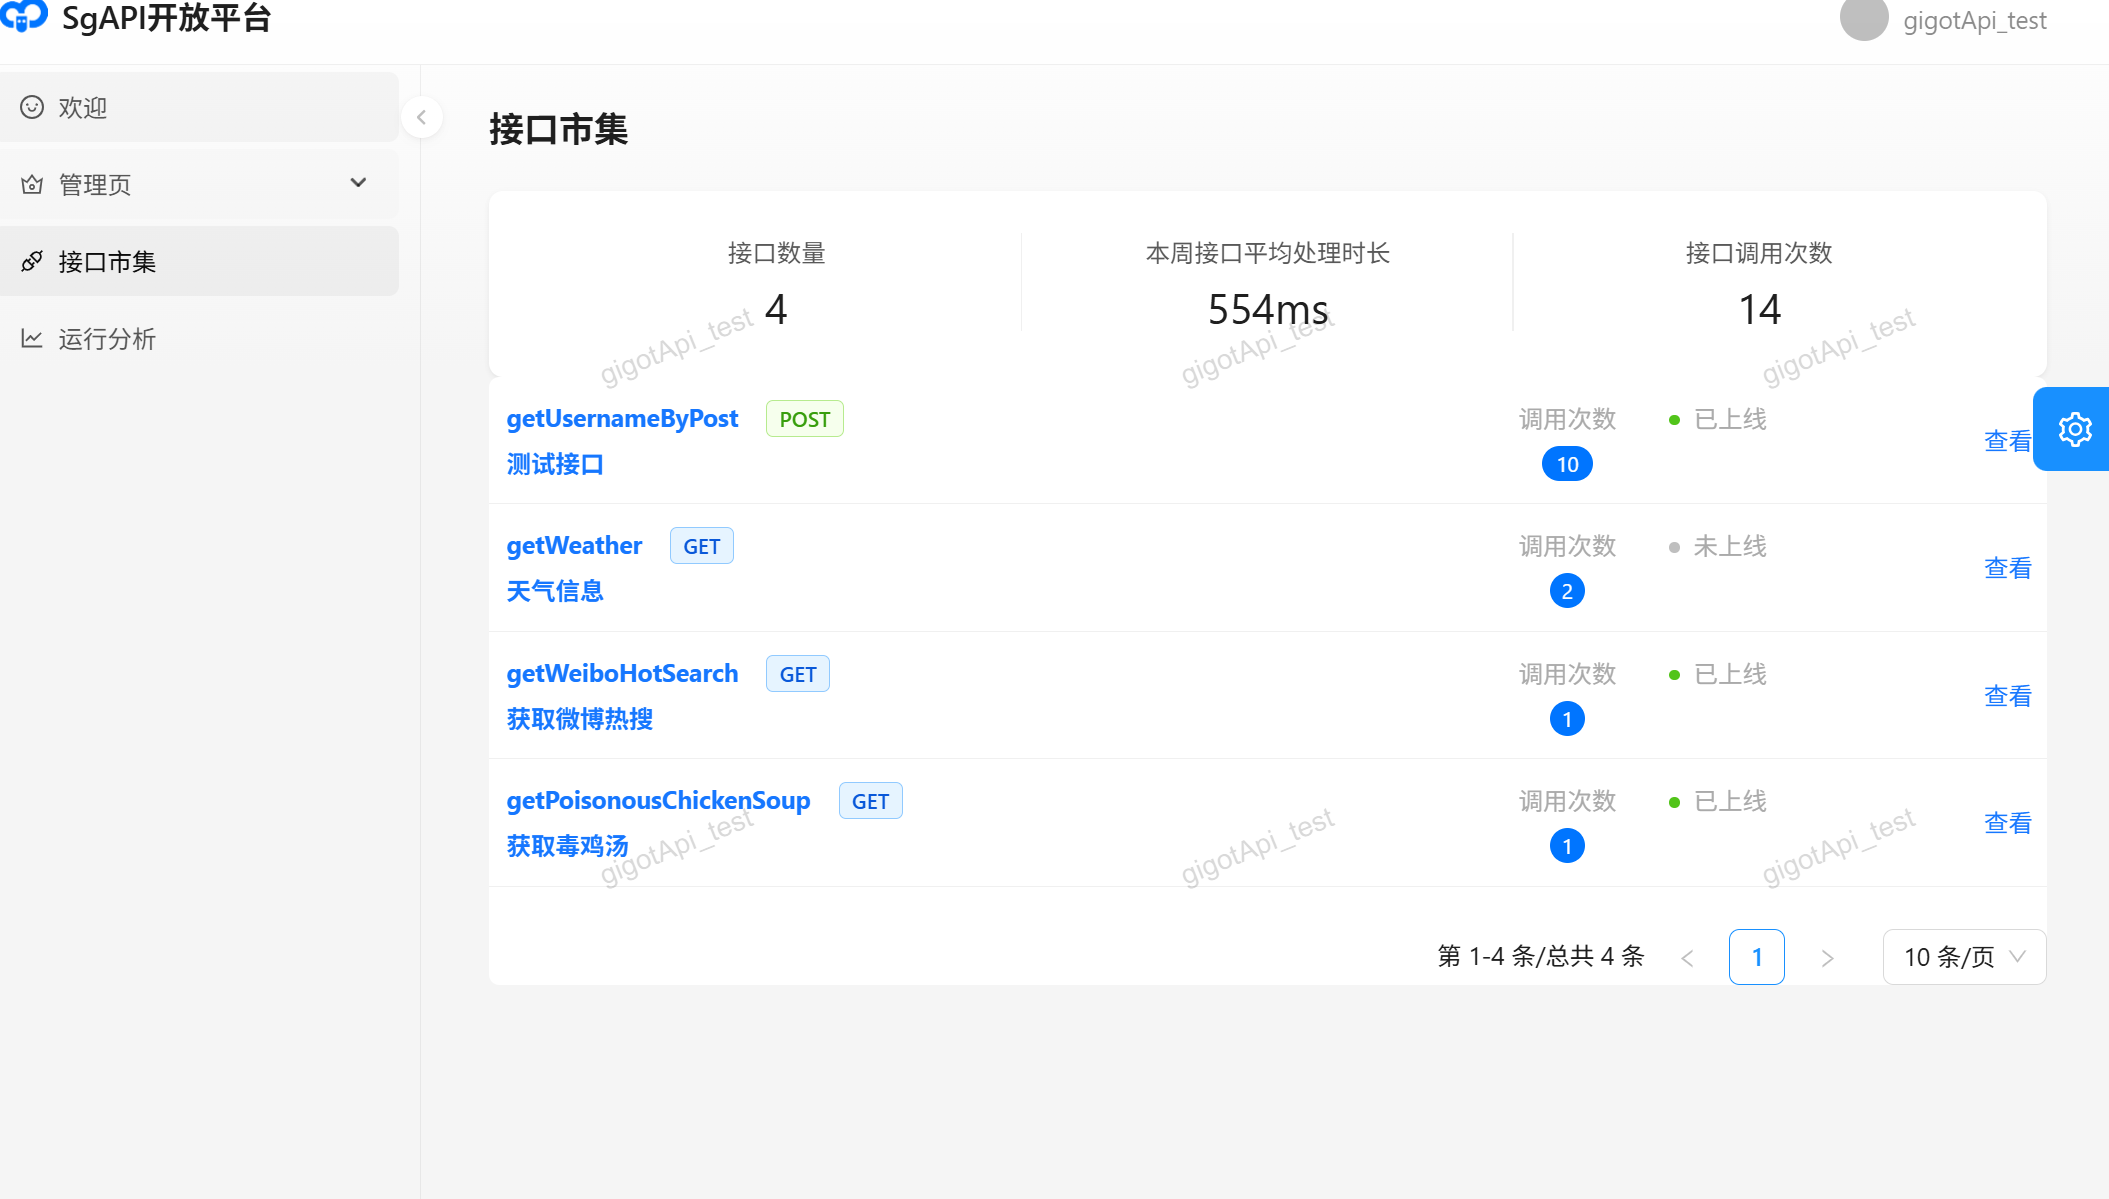 SgAPI开放平台
gigotApi_test
欢迎
管理页
接口市集
运行分析
接口市集
接口数量
4
本周接口平均处理时长
554ms
接口调用次数
14
gigotApi_test
gigotApi_test
gigotApi_test
getUsernameByPost POST
测试接口
调用次数
10
已上线
查看
getWeather GET
天气信息
调用次数
2
未上线
查看
getWeiboHotSearch GET
获取微博热搜
调用次数
1
已上线
查看
getPoisonousChickenSoup GET
获取毒鸡汤
调用次数
1
已上线
查看
gigotApi_test
gigotApi_test
gigotApi_test
第 1-4 条/总共 4 条
1
10 条/页